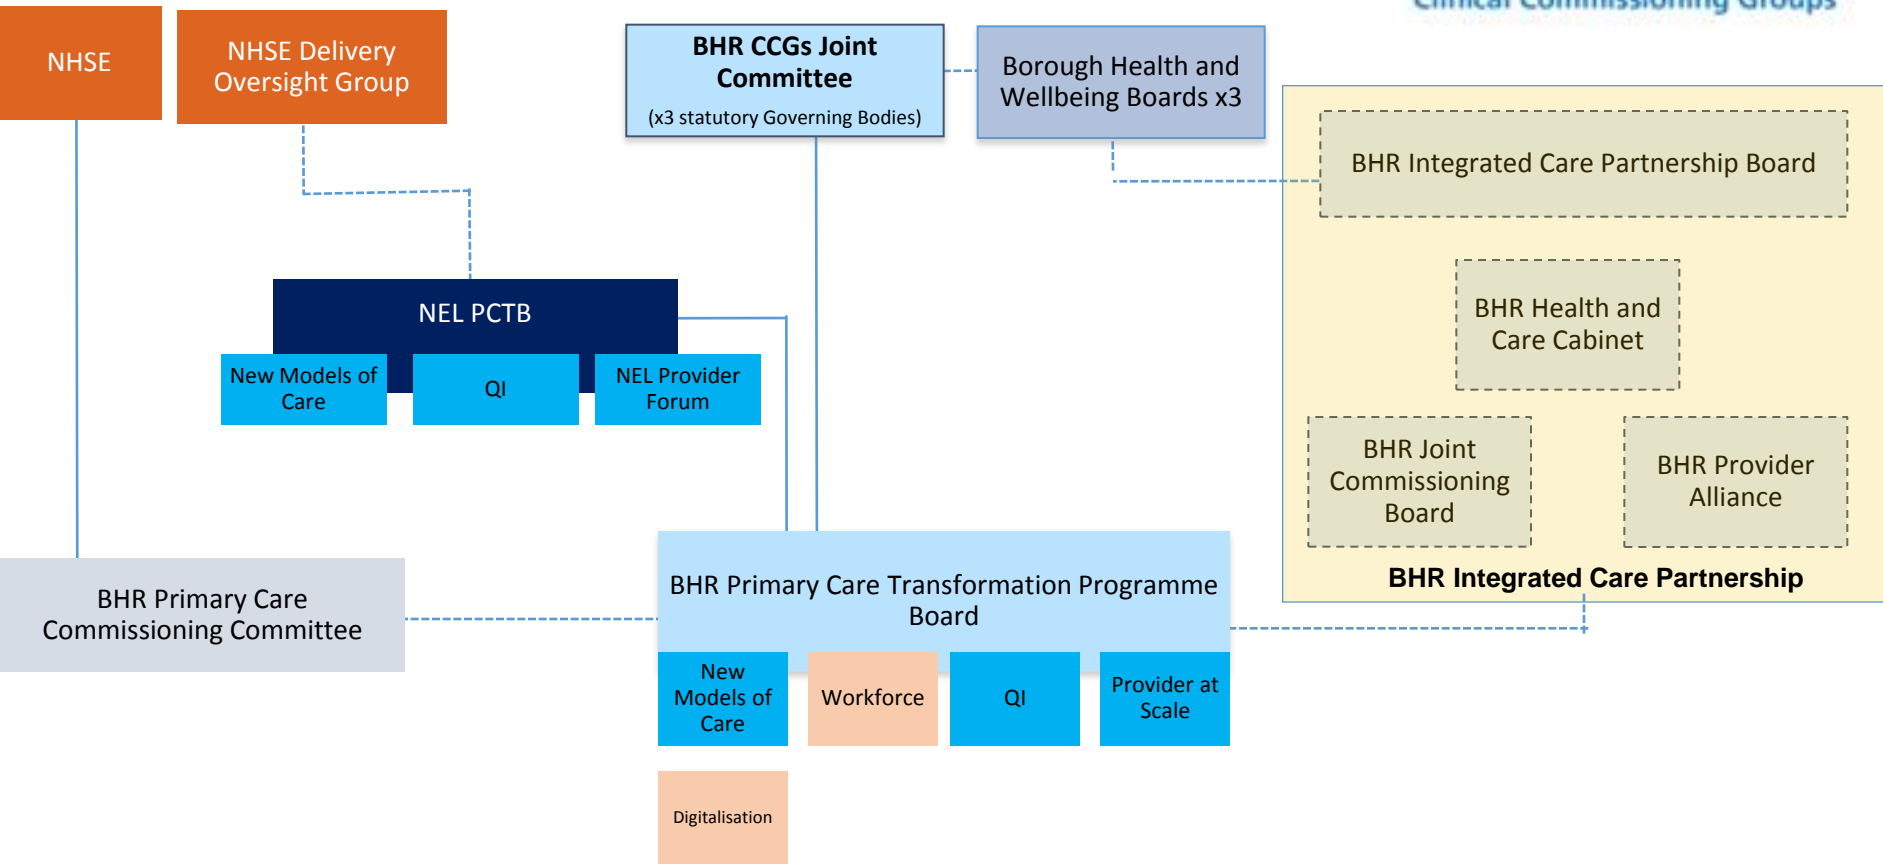 Clinical Commissioning Groups
NHSE
NHSE Delivery
Oversight Group
BHR CCGs Joint
Committee
(x3 statutory Governing Bodies)
Borough Health and
Wellbeing Boards x3
BHR Integrated Care Partnership Board
BHR Health and
Care Cabinet
BHR Joint
Commissioning
Board
BHR Provider
Alliance
BHR Integrated Care Partnership
NEL PCTB
New Models of
Care
QI
NEL Provider
Forum
BHR Primary Care
Commissioning Committee
BHR Primary Care Transformation Programme
Board
New
Models of
Care
Workforce
QI
Provider at
Scale
Digitalisation